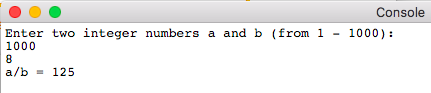 Console
Enter two integer numbers a and b (from 1 - 1000):
1000
8
a/b = 125